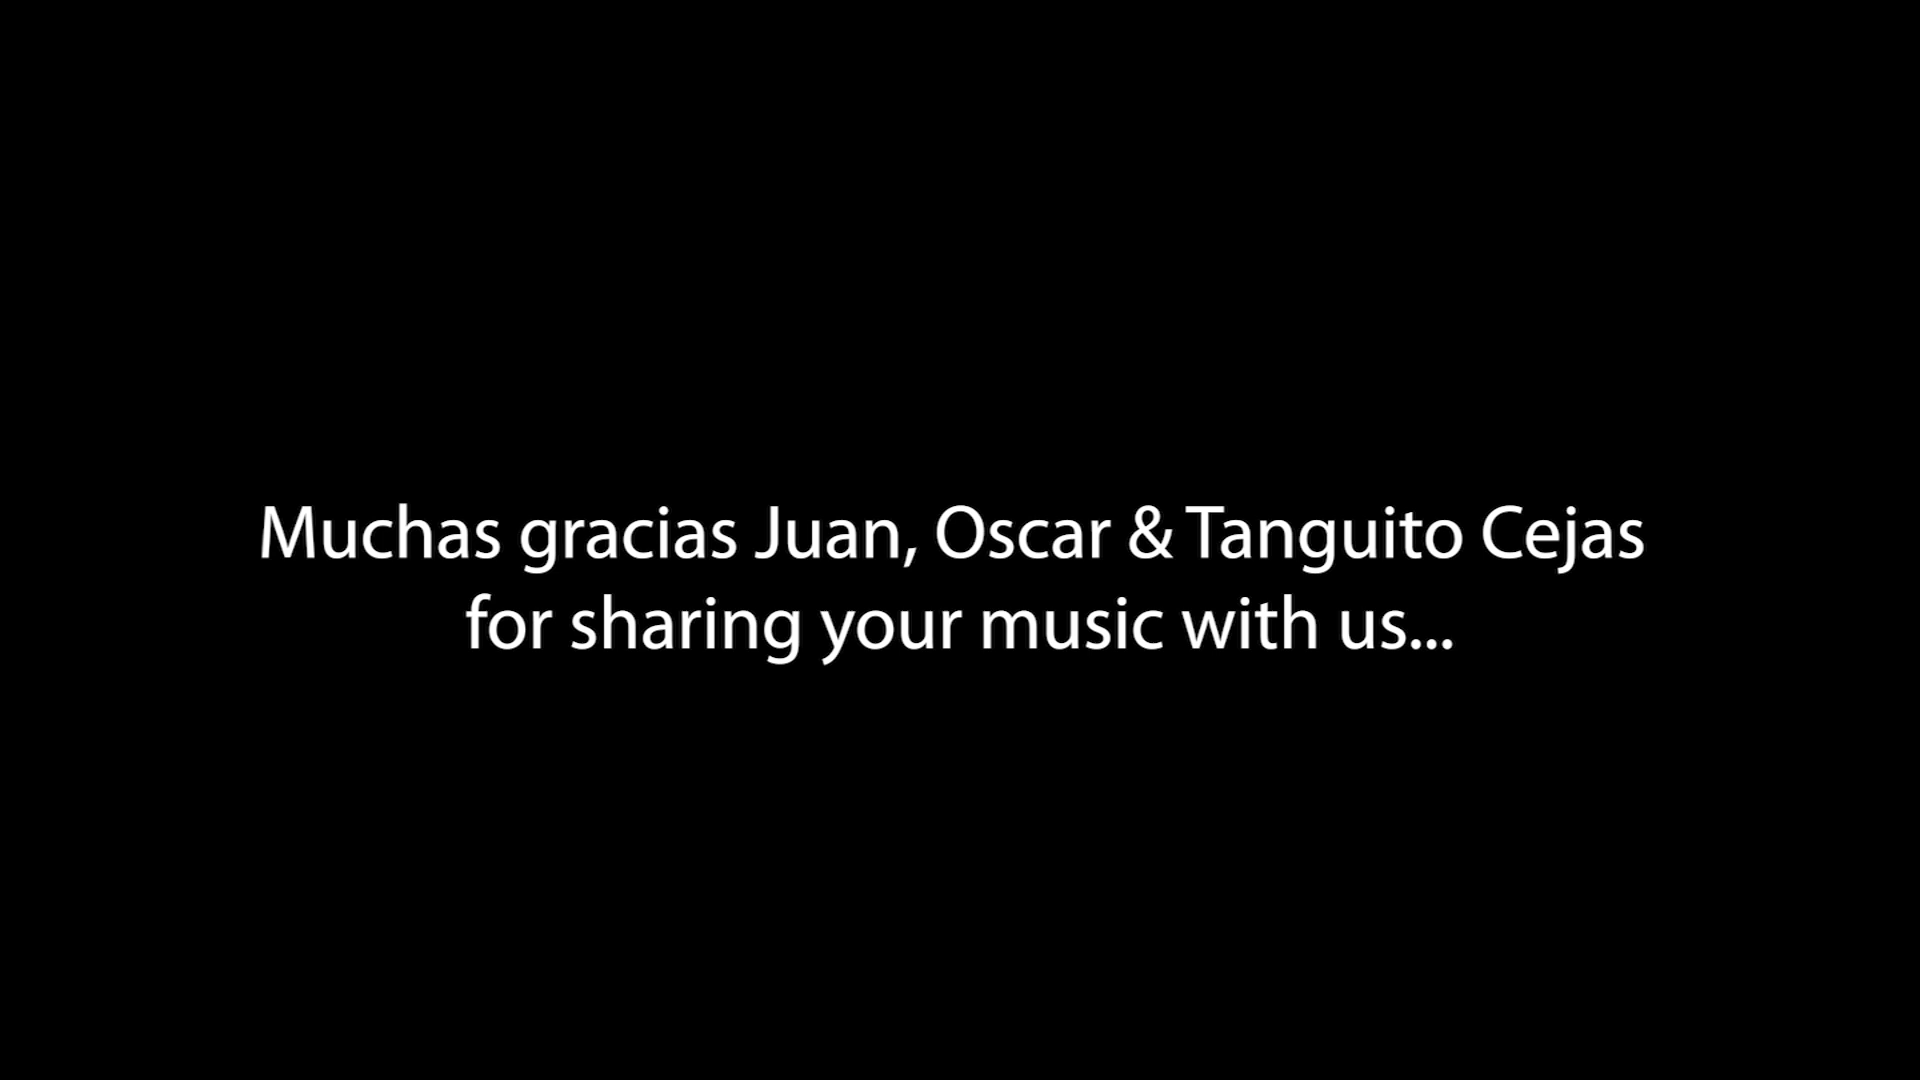 Muchas gracias Juan, Oscar & Tanguito Cejas
for sharing your music with us...